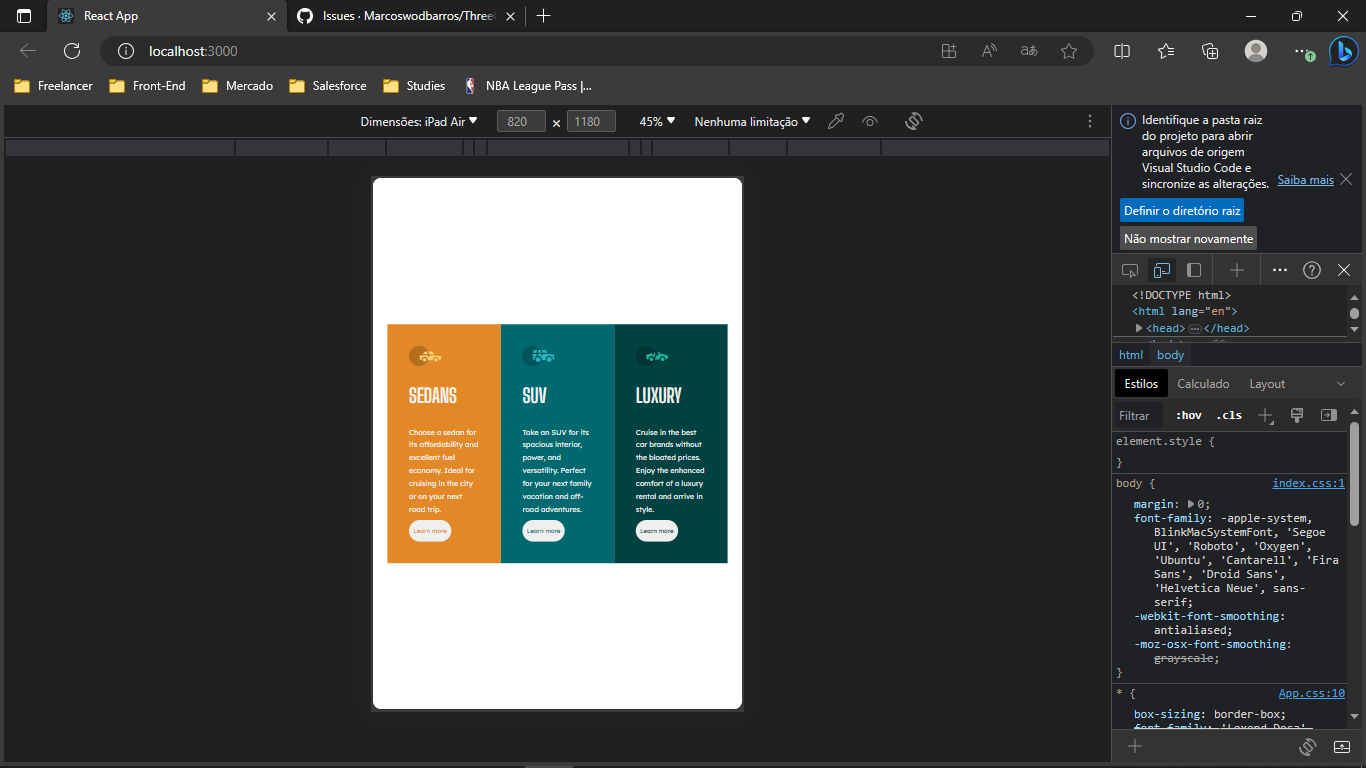 React App
Issues · Marcoswodbarros/Three
localhost:3000
Freelancer
Front-End
Mercado
Salesforce
Studies
NBA League Pass |...
Dimensões: iPad Air
820
×
1180
45%
Nenhuma limitação
SEDANS
Choose a sedan for
its affordability and
excellent fuel
economy. Ideal for
cruising in the city
or on your next
road trip.
Learn more
SUV
Take an SUV for its
spacious interior,
power, and
versatility. Perfect
for your next family
vacation and off-
road adventures.
Learn more
LUXURY
Cruise in the best
car brands without
the bloated prices.
Enjoy the enhanced
comfort of a luxury
rental and arrive in
style.
Learn more
Identifique a pasta raiz
do projeto para abrir
arquivos de origem
Visual Studio Code e
sincronize as alterações.
Saiba mais
Definir o diretório raiz
Não mostrar novamente
<!DOCTYPE html>
<html lang="en">
<head> ⋯ </head>
html body
Estilos Calculado Layout
Filtrar :hov .cls
element.style {
}
body { index.css:1
margin: 0;
font-family: -apple-system,
BlinkMacSystemFont, 'Segoe
UI', 'Roboto', 'Oxygen',
'Ubuntu', 'Cantarell', 'Fira
Sans', 'Droid Sans',
'Helvetica Neue', sans-
serif;
-webkit-font-smoothing:
antialiased;
-moz-osx-font-smoothing:
grayscale;
}
* { App.css:10
box-sizing: border-box;
font-family: 'Lexend Deca'